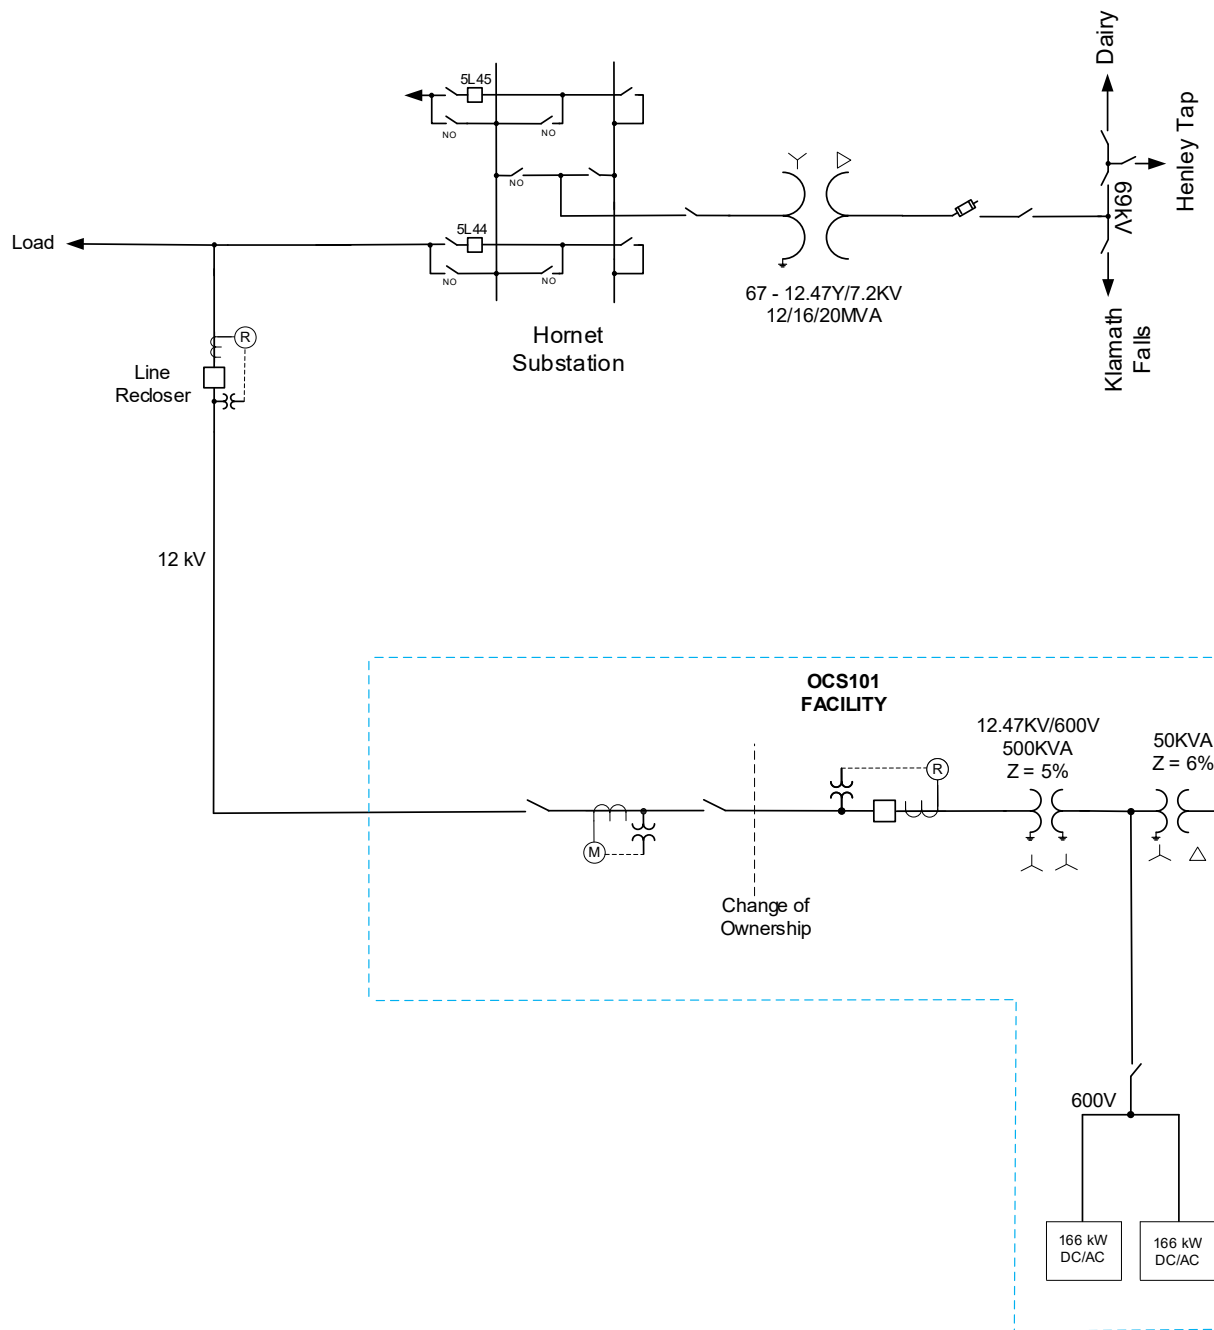 Dairy
Henley Tap
69kV
Klamath
Falls
5L45
NO
NO
NO
5L44
NO
NO
Load
67 - 12.47Y/7.2KV
12/16/20MVA
Hornet
Substation
R
Line
Recloser
12 kV
OCS101
FACILITY
12.47KV/600V
500KVA
Z = 5%
50KVA
Z = 6%
R
M
Change of
Ownership
600V
166 kW
DC/AC
166 kW
DC/AC